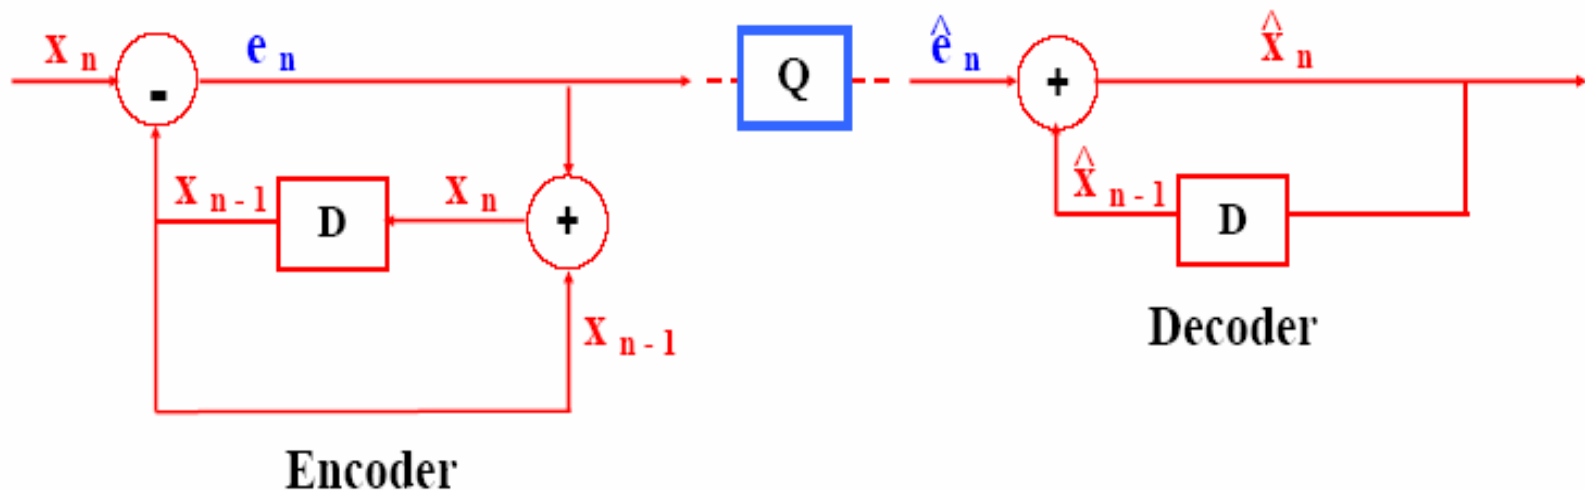 x n
e n
Q
ê n
x̂ n
-
+
x n - 1
D
x n
+
x̂ n - 1
D
x n - 1
Decoder
Encoder